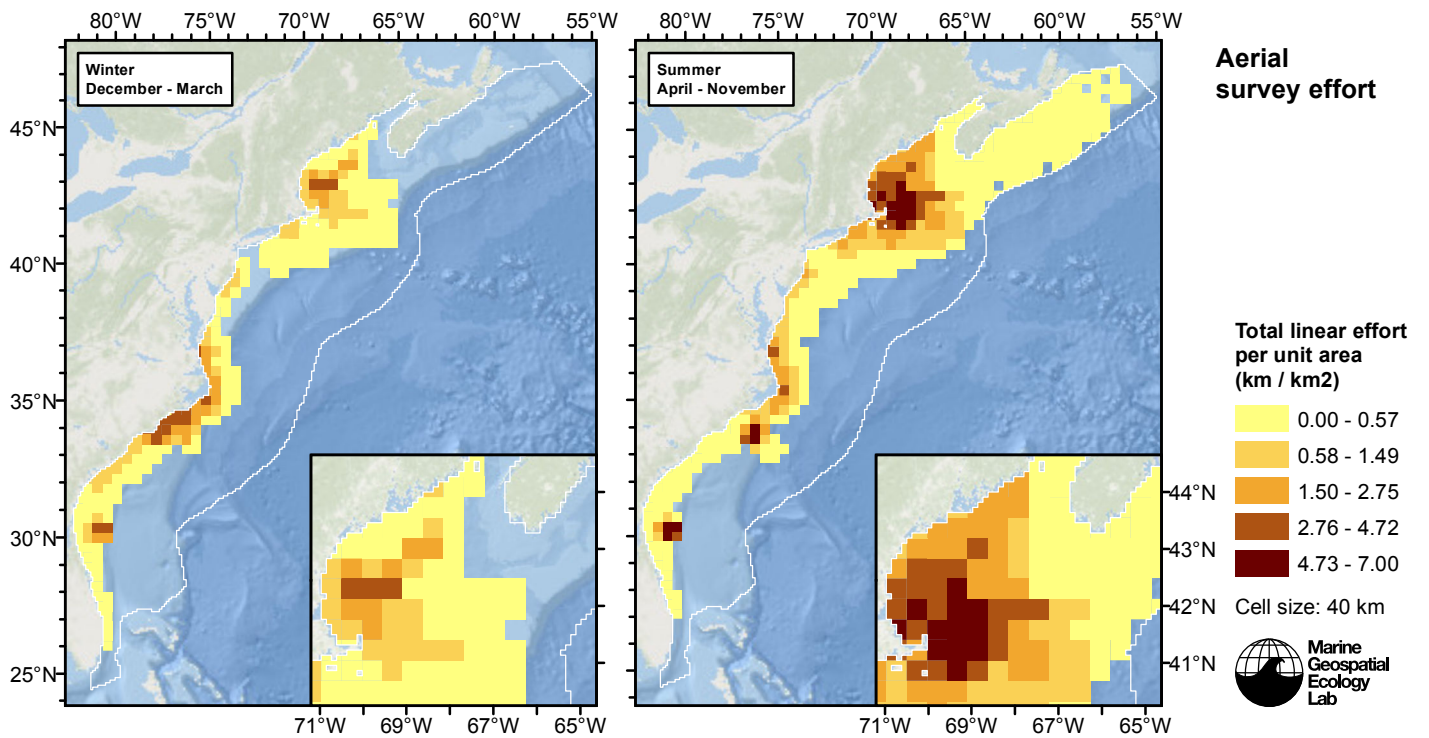 80°W 75°W 70°W 65°W 60°W 55°W
80°W 75°W 70°W 65°W 60°W 55°W
Winter
December - March
Summer
April - November
Aerial
survey effort
45°N
40°N
35°N
30°N
25°N
44°N
43°N
42°N
41°N
71°W 69°W 67°W 65°W
71°W 69°W 67°W 65°W
Total linear effort
per unit area
(km / km2)
0.00 - 0.57
0.58 - 1.49
1.50 - 2.75
2.76 - 4.72
4.73 - 7.00
Cell size: 40 km
Marine
Geospatial
Ecology
Lab